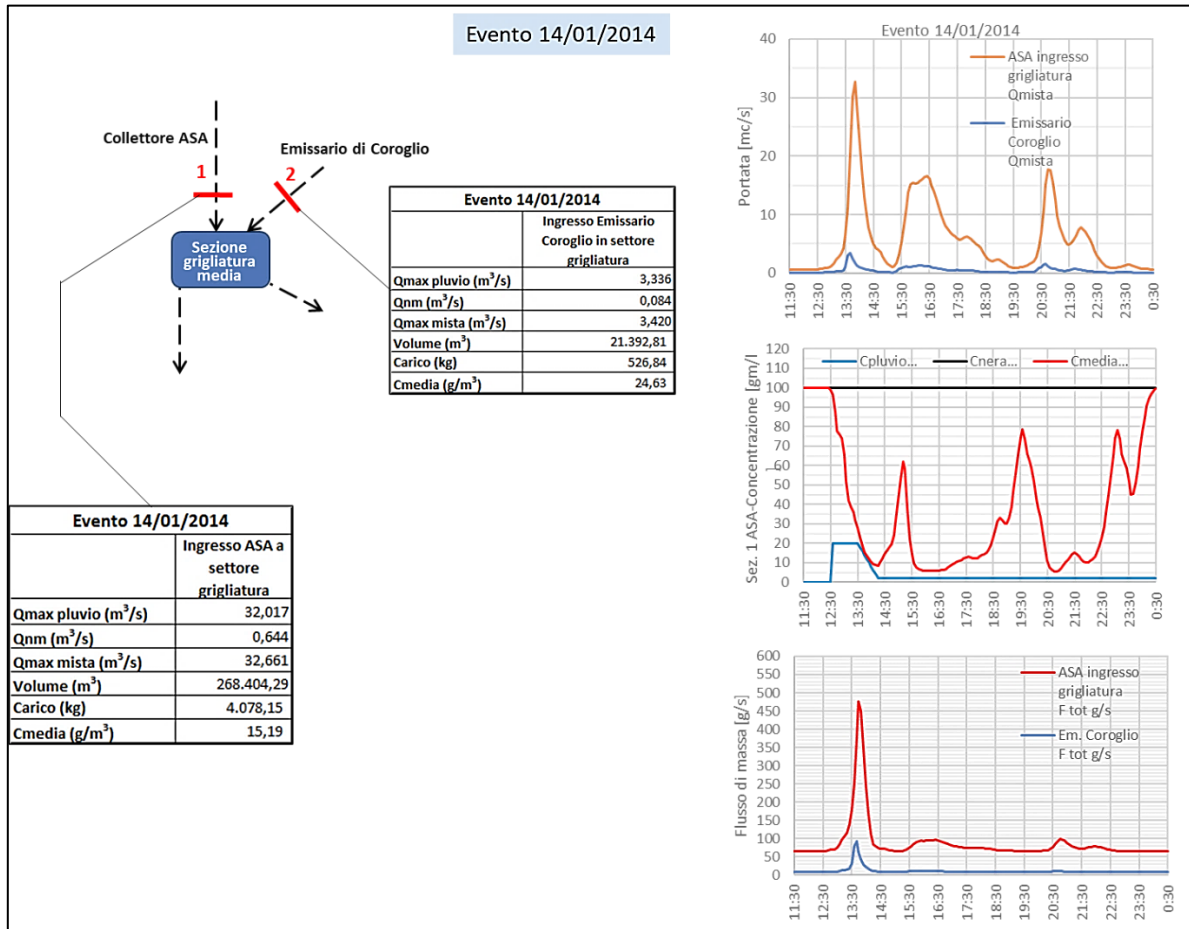 Evento 14/01/2014
Collettore ASA
1
Emissario di Coroglio
2
Sezione
grigliatura
media
Evento 14/01/2014
Ingresso Emissario
Coroglio in settore
grigliatura
Qmax pluvio (m³/s) 3,336
Qnm (m³/s) 0,084
Qmax mista (m³/s) 3,420
Volume (m³) 21.392,81
Carico (kg) 526,84
Cmedia (g/m³) 24,63
Evento 14/01/2014
Ingresso ASA a
settore
grigliatura
Qmax pluvio (m³/s) 32,017
Qnm (m³/s) 0,644
Qmax mista (m³/s) 32,661
Volume (m³) 268.404,29
Carico (kg) 4.078,15
Cmedia (g/m³) 15,19
Evento 14/01/2014
ASA ingresso
grigliatura
Qmista
Emissario
Coroglio
Qmista
Portata [mc/s]
40
30
20
10
0
11:30 12:30 13:30 14:30 15:30 16:30 17:30 18:30 19:30 20:30 21:30 22:30 23:30 0:30
Cpluvio... Cnera... Cmedia...
Sez. 1 ASA-Concentrazione [gm/l
]
120
110
100
90
80
70
60
50
40
30
20
10
0
11:30 12:30 13:30 14:30 15:30 16:30 17:30 18:30 19:30 20:30 21:30 22:30 23:30 0:30
ASA ingresso
grigliatura
F tot g/s
Em. Coroglio
F tot g/s
Flusso di massa [g/s]
600
550
500
450
400
350
300
250
200
150
100
50
0
11:30 12:30 13:30 14:30 15:30 16:30 17:30 18:30 19:30 20:30 21:30 22:30 23:30 0:30